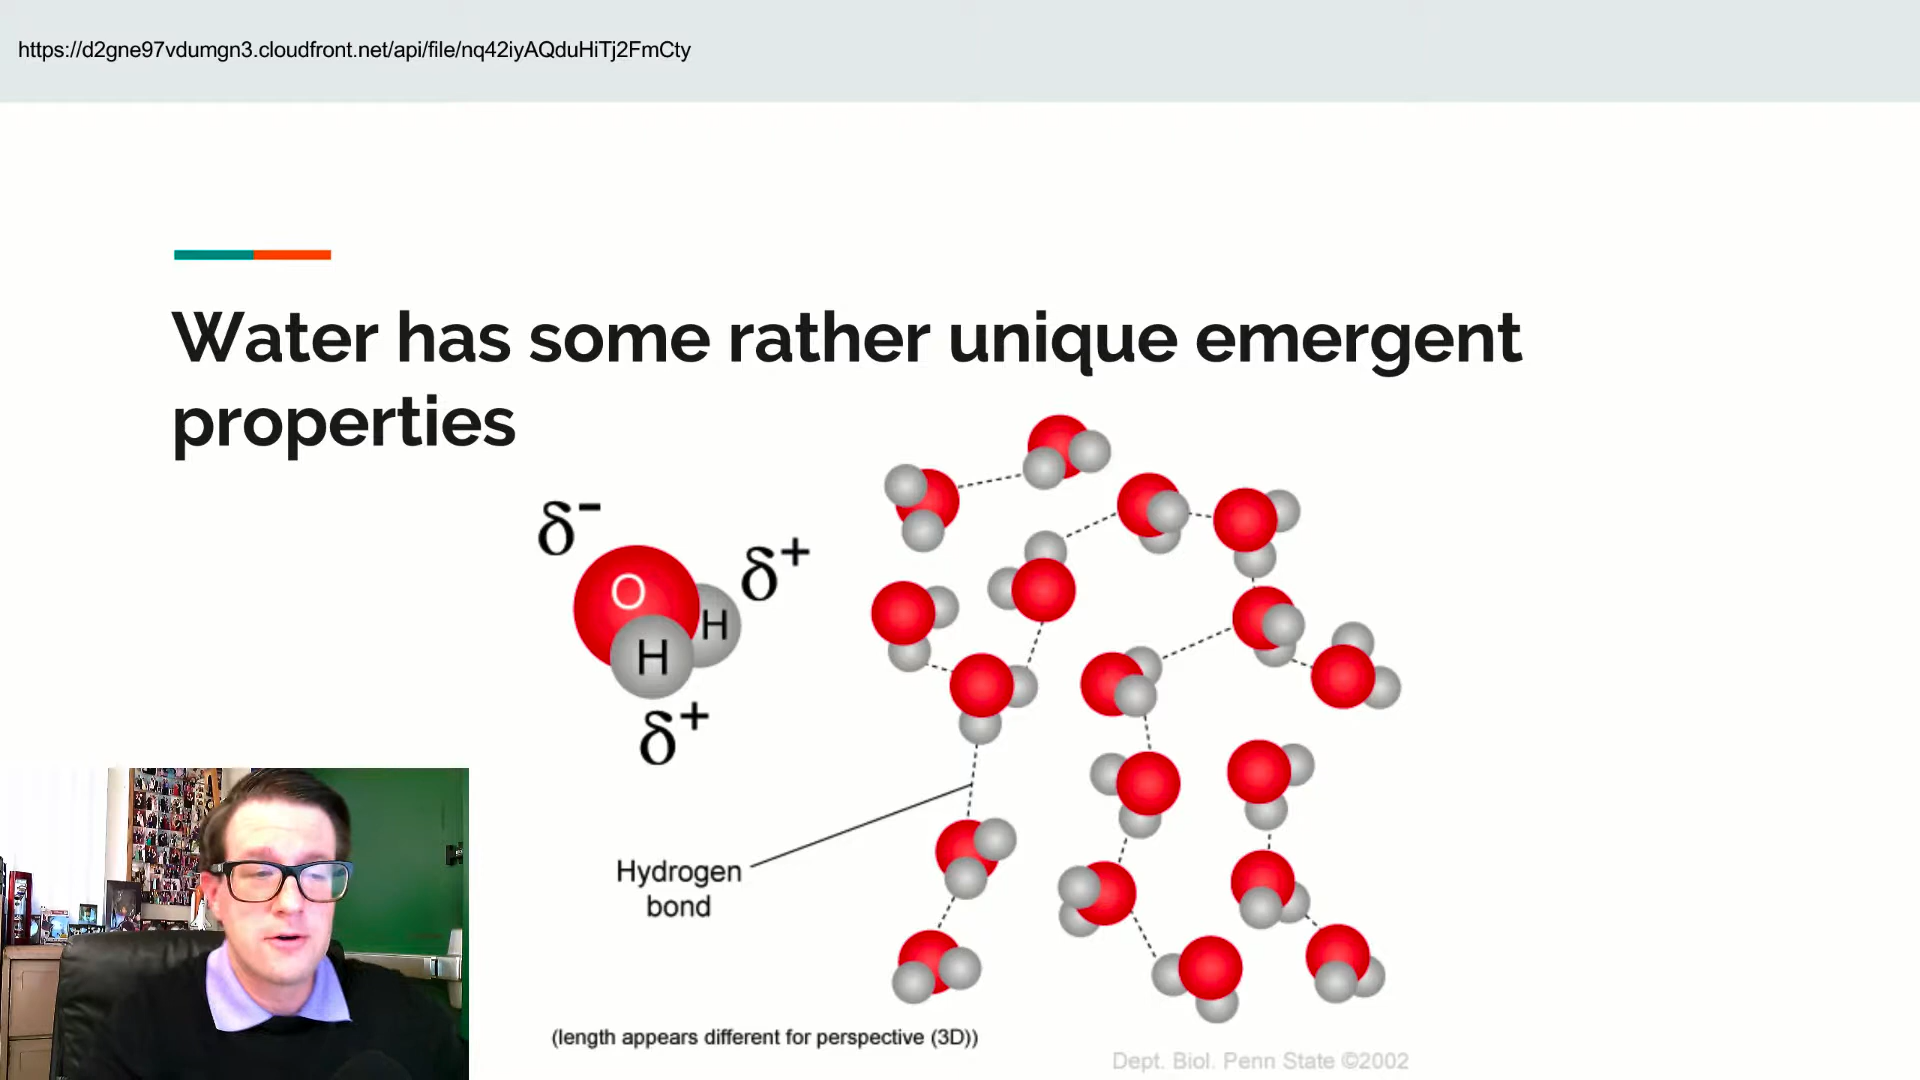 https://d2gne97vdumgn3.cloudfront.net/api/file/nq42iyAQduHiTj2FmCty
Water has some rather unique emergent
properties
δ-
O
δ+
H
H
δ+
Hydrogen
bond
(length appears different for perspective (3D))
Dept. Biol. Penn State ©2002